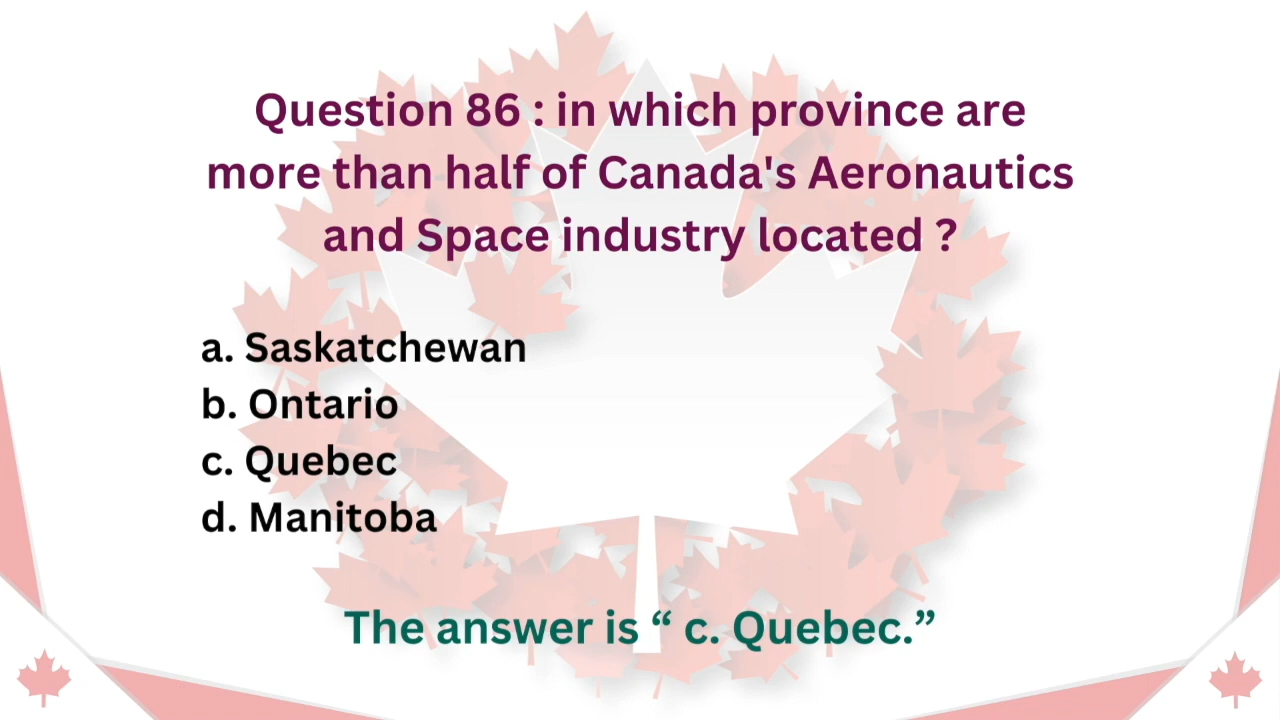 Question 86 : in which province are
more than half of Canada's Aeronautics
and Space industry located ?
a. Saskatchewan
b. Ontario
c. Quebec
d. Manitoba
The answer is “ c. Quebec.”